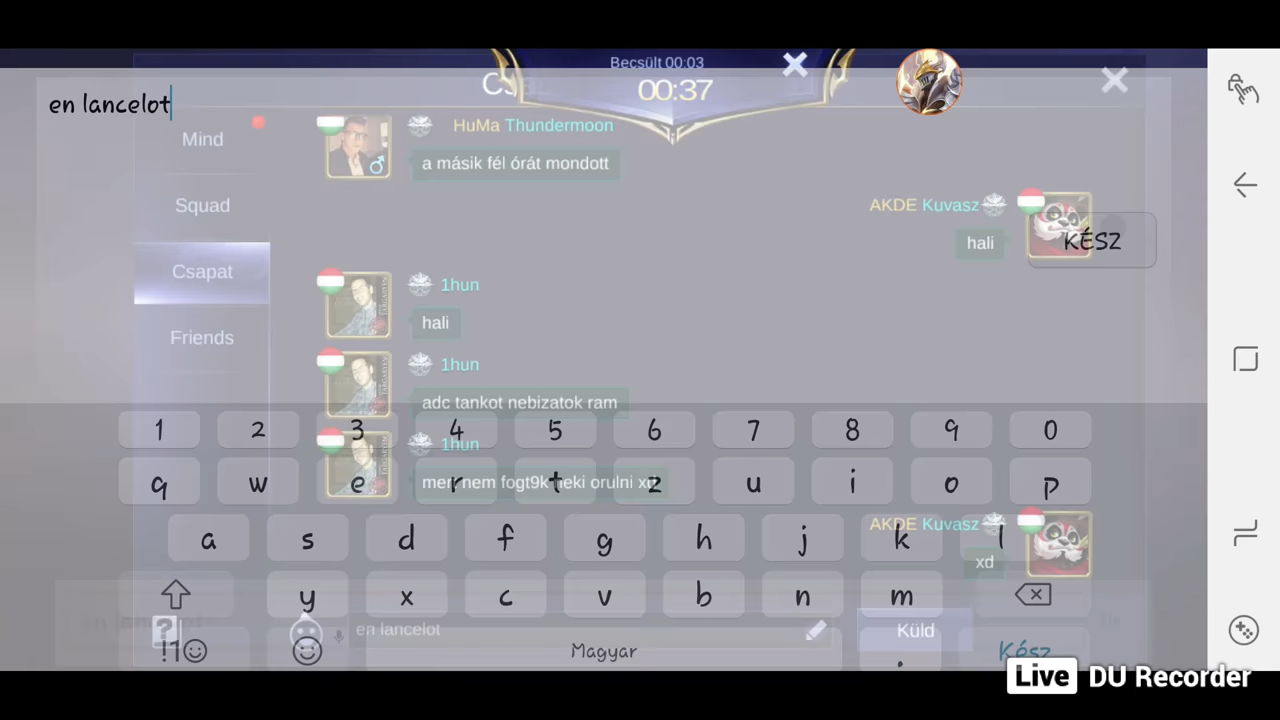 Becsült 00:03
00:37
en lancelot
Mind
Squad
Csapat
Friends
HuMa Thundermoon
a másik fél órát mondott
AKDE Kuvasz
hali
KÉSZ
1hun
hali
1hun
adc tankot nebizatok ram
1hun
mert nem fogt9k neki orulni xd
AKDE Kuvasz
xd
1 2 3 4 5 6 7 8 9 0
q w e r t z u i o p
a s d f g h j k l
y x c v b n m
en lancelot
Küld
!1☺
Magyar
.
Kész
Live DU Recorder